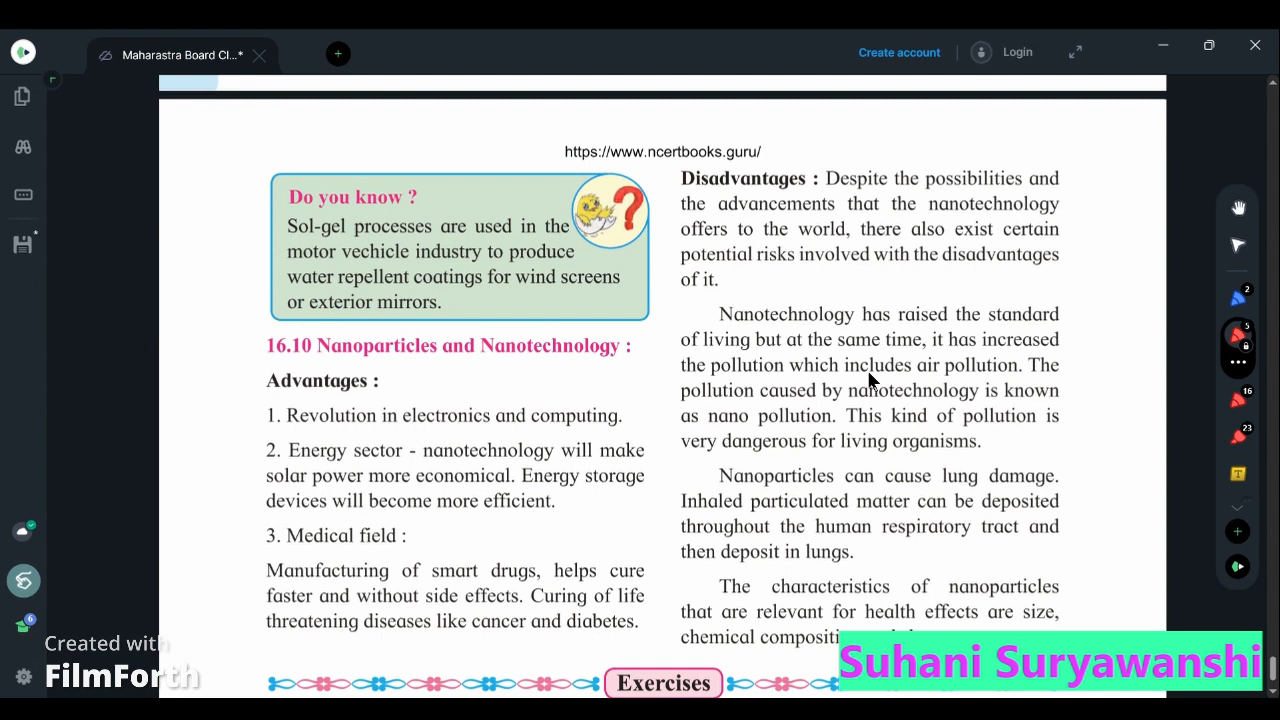 Maharastra Board Cl...*
Create account
Login
https://www.ncertbooks.guru/
Do you know ?
Sol-gel processes are used in the
motor vechicle industry to produce
water repellent coatings for wind screens
or exterior mirrors.
16.10 Nanoparticles and Nanotechnology :
Advantages :
1. Revolution in electronics and computing.
2. Energy sector - nanotechnology will make
solar power more economical. Energy storage
devices will become more efficient.
3. Medical field :
Manufacturing of smart drugs, helps cure
faster and without side effects. Curing of life
threatening diseases like cancer and diabetes.
Disadvantages : Despite the possibilities and
the advancements that the nanotechnology
offers to the world, there also exist certain
potential risks involved with the disadvantages
of it.
Nanotechnology has raised the standard
of living but at the same time, it has increased
the pollution which includes air pollution. The
pollution caused by nanotechnology is known
as nano pollution. This kind of pollution is
very dangerous for living organisms.
Nanoparticles can cause lung damage.
Inhaled particulated matter can be deposited
throughout the human respiratory tract and
then deposit in lungs.
The characteristics of nanoparticles
that are relevant for health effects are size,
chemical compositi
Exercises
2
5
16
23
T
6
Created with
FilmForth
Suhani Suryawanshi